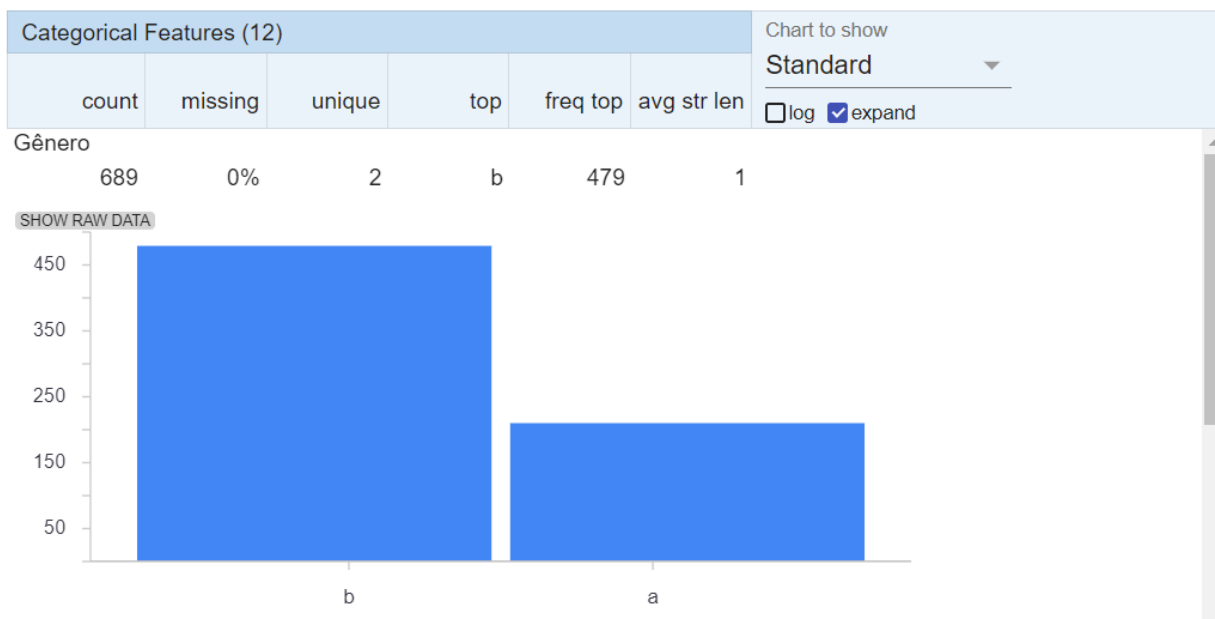 Categorical Features (12)
Chart to show
Standard
count missing unique top freq top avg str len
log expand
Gênero
689 0% 2 b 479 1
SHOW RAW DATA
450
350
250
150
50
b a